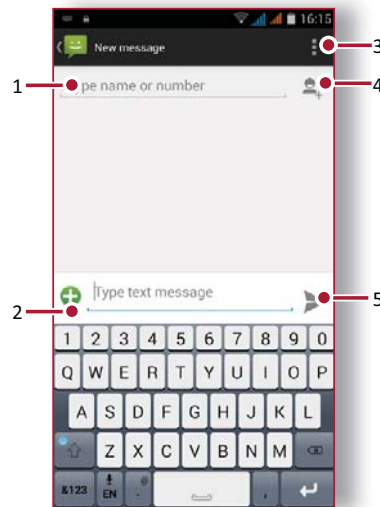 16:15
New message
3
1
Type name or number
4
Type text message
5
2
1 2 3 4 5 6 7 8 9 0
Q W E R T Y U I O P
A S D F G H J K L
Z X C V B N M
&123 EN @ . ,